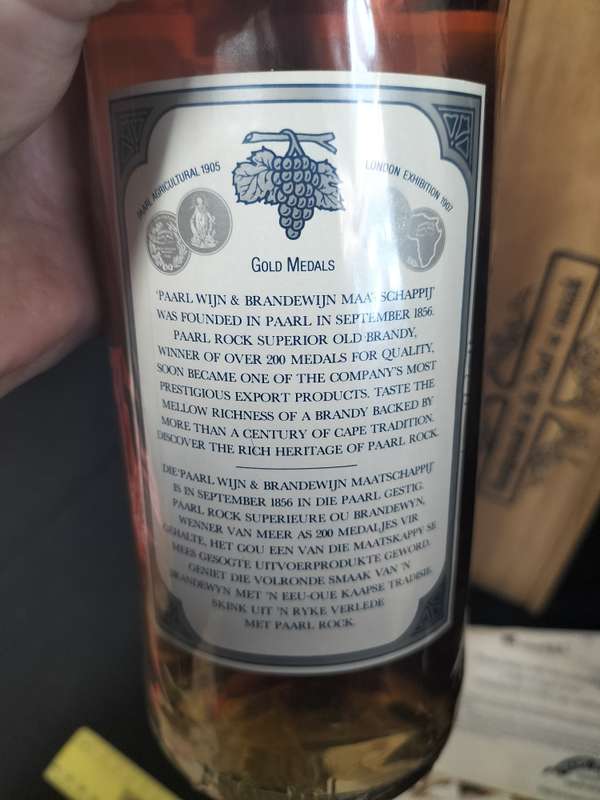 PAARL AGRICULTURAL 1905
LONDON EXHIBITION 1907
GOLD MEDALS
'PAARL WIJN & BRANDEWIJN MAATSCHAPPIJ'
WAS FOUNDED IN PAARL IN SEPTEMBER 1856.
PAARL ROCK SUPERIOR OLD BRANDY,
WINNER OF OVER 200 MEDALS FOR QUALITY,
SOON BECAME ONE OF THE COMPANY'S MOST
PRESTIGIOUS EXPORT PRODUCTS. TASTE THE
MELLOW RICHNESS OF A BRANDY BACKED BY
MORE THAN A CENTURY OF CAPE TRADITION.
DISCOVER THE RICH HERITAGE OF PAARL ROCK.
DIE 'PAARL WIJN & BRANDEWIJN MAATSCHAPPIJ'
IS IN SEPTEMBER 1856 IN DIE PAARL GESTIG.
PAARL ROCK SUPERIEURE OU BRANDEWYN,
WENNER VAN MEER AS 200 MEDALJES VIR
GEHALTE, HET GOU EEN VAN DIE MAATSKAPPY SE
MEES GESOGTE UITVOERPRODUKTE GEWORD.
GENIET DIE VOLRONDE SMAAK VAN 'N
BRANDEWYN MET 'N EEU-OUE KAAPSE TRADISIE.
SKINK UIT 'N RYKE VERLEDE
MET PAARL ROCK.